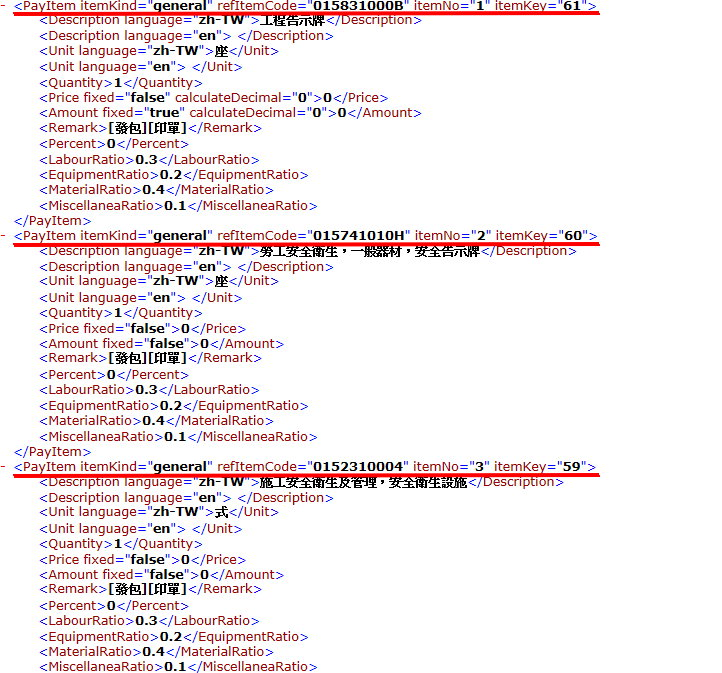 - <PayItem itemKind="general" refItemCode="015831000B" itemNo="1" itemKey="61">
<Description language="zh-TW">工程告示牌</Description>
<Description language="en"> </Description>
<Unit language="zh-TW">座</Unit>
<Unit language="en"> </Unit>
<Quantity>1</Quantity>
<Price fixed="false" calculateDecimal="0">0</Price>
<Amount fixed="true" calculateDecimal="0">0</Amount>
<Remark>[發包][印單]</Remark>
<Percent>0</Percent>
<LabourRatio>0.3</LabourRatio>
<EquipmentRatio>0.2</EquipmentRatio>
<MaterialRatio>0.4</MaterialRatio>
<MiscellaneaRatio>0.1</MiscellaneaRatio>
</PayItem>
- <PayItem itemKind="general" refItemCode="015741010H" itemNo="2" itemKey="60">
<Description language="zh-TW">勞工安全衛生，一般器材，安全告示牌</Description>
<Description language="en"> </Description>
<Unit language="zh-TW">座</Unit>
<Unit language="en"> </Unit>
<Quantity>1</Quantity>
<Price fixed="false">0</Price>
<Amount fixed="false">0</Amount>
<Remark>[發包][印單]</Remark>
<Percent>0</Percent>
<LabourRatio>0.3</LabourRatio>
<EquipmentRatio>0.2</EquipmentRatio>
<MaterialRatio>0.4</MaterialRatio>
<MiscellaneaRatio>0.1</MiscellaneaRatio>
</PayItem>
- <PayItem itemKind="general" refItemCode="0152310004" itemNo="3" itemKey="59">
<Description language="zh-TW">施工安全衛生及管理，安全衛生設施</Description>
<Description language="en"> </Description>
<Unit language="zh-TW">式</Unit>
<Unit language="en"> </Unit>
<Quantity>1</Quantity>
<Price fixed="false">0</Price>
<Amount fixed="false">0</Amount>
<Remark>[發包][印單]</Remark>
<Percent>0</Percent>
<LabourRatio>0.3</LabourRatio>
<EquipmentRatio>0.2</EquipmentRatio>
<MaterialRatio>0.4</MaterialRatio>
<MiscellaneaRatio>0.1</MiscellaneaRatio>